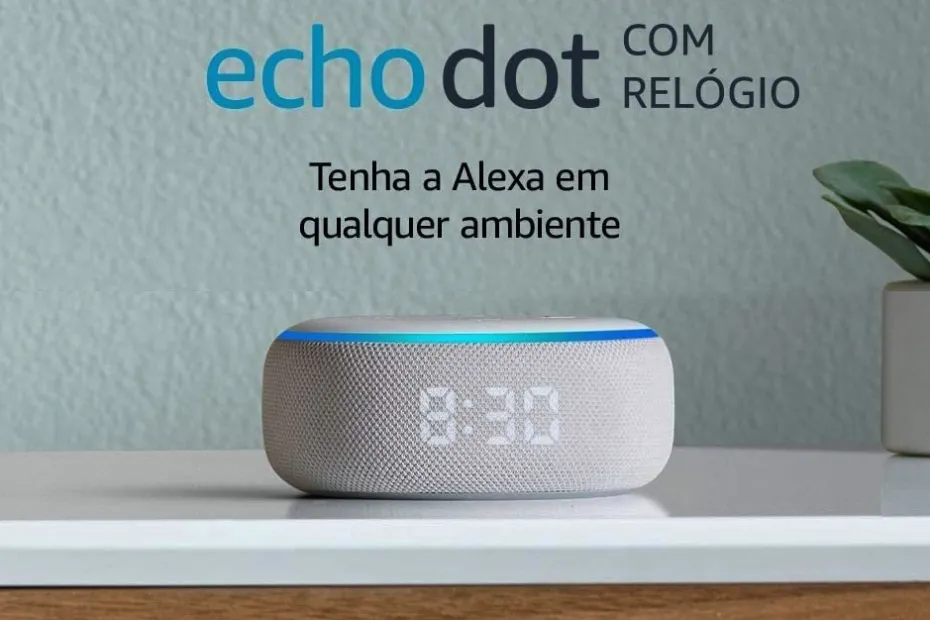 echo dot COM
RELÓGIO
Tenha a Alexa em
qualquer ambiente
8:30